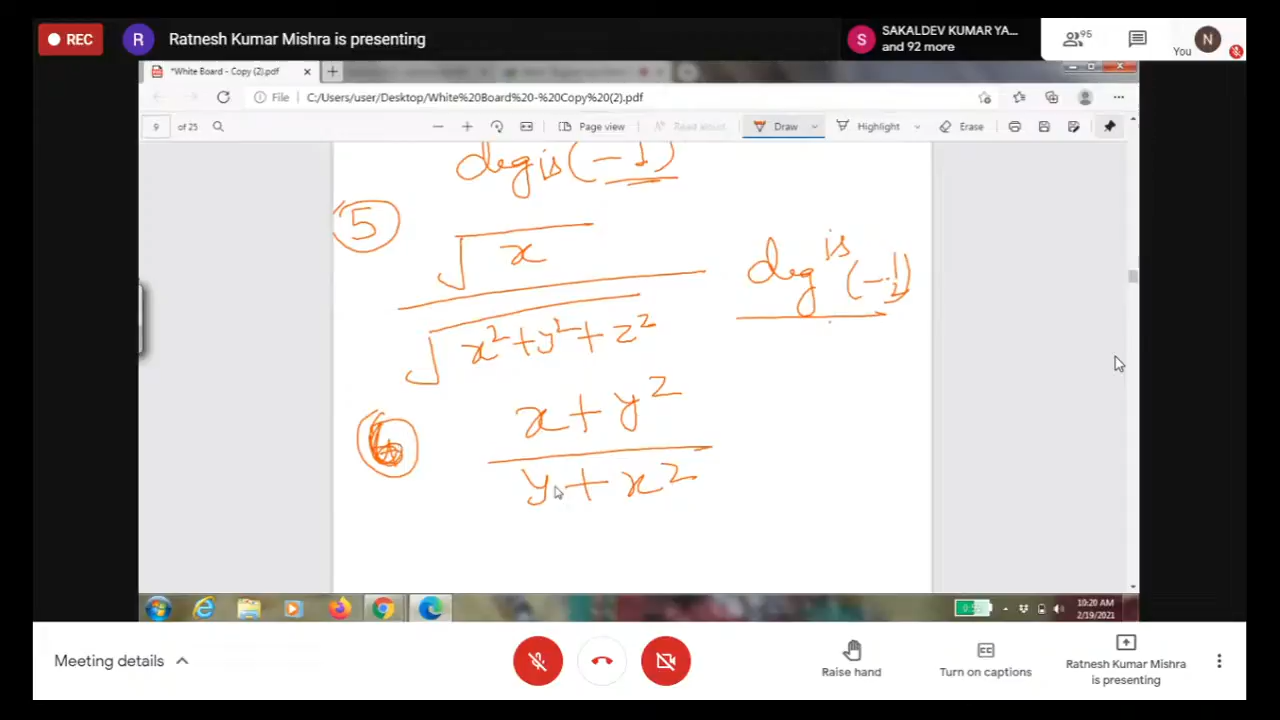 REC
R Ratnesh Kumar Mishra is presenting
S SAKALDEV KUMAR YA...
and 92 more
95
You N
*White Board - Copy (2).pdf
File C:/Users/user/Desktop/White%20Board%20-%20Copy%20(2).pdf
9 of 25 Page view Read aloud Draw Highlight Erase
deg is (-1)
5
√x / √(x²+y²+z²)
deg is (-1/2)
6
x + y²
y + x²
10:20 AM
2/19/2021
Meeting details
Raise hand
Turn on captions
Ratnesh Kumar Mishra
is presenting